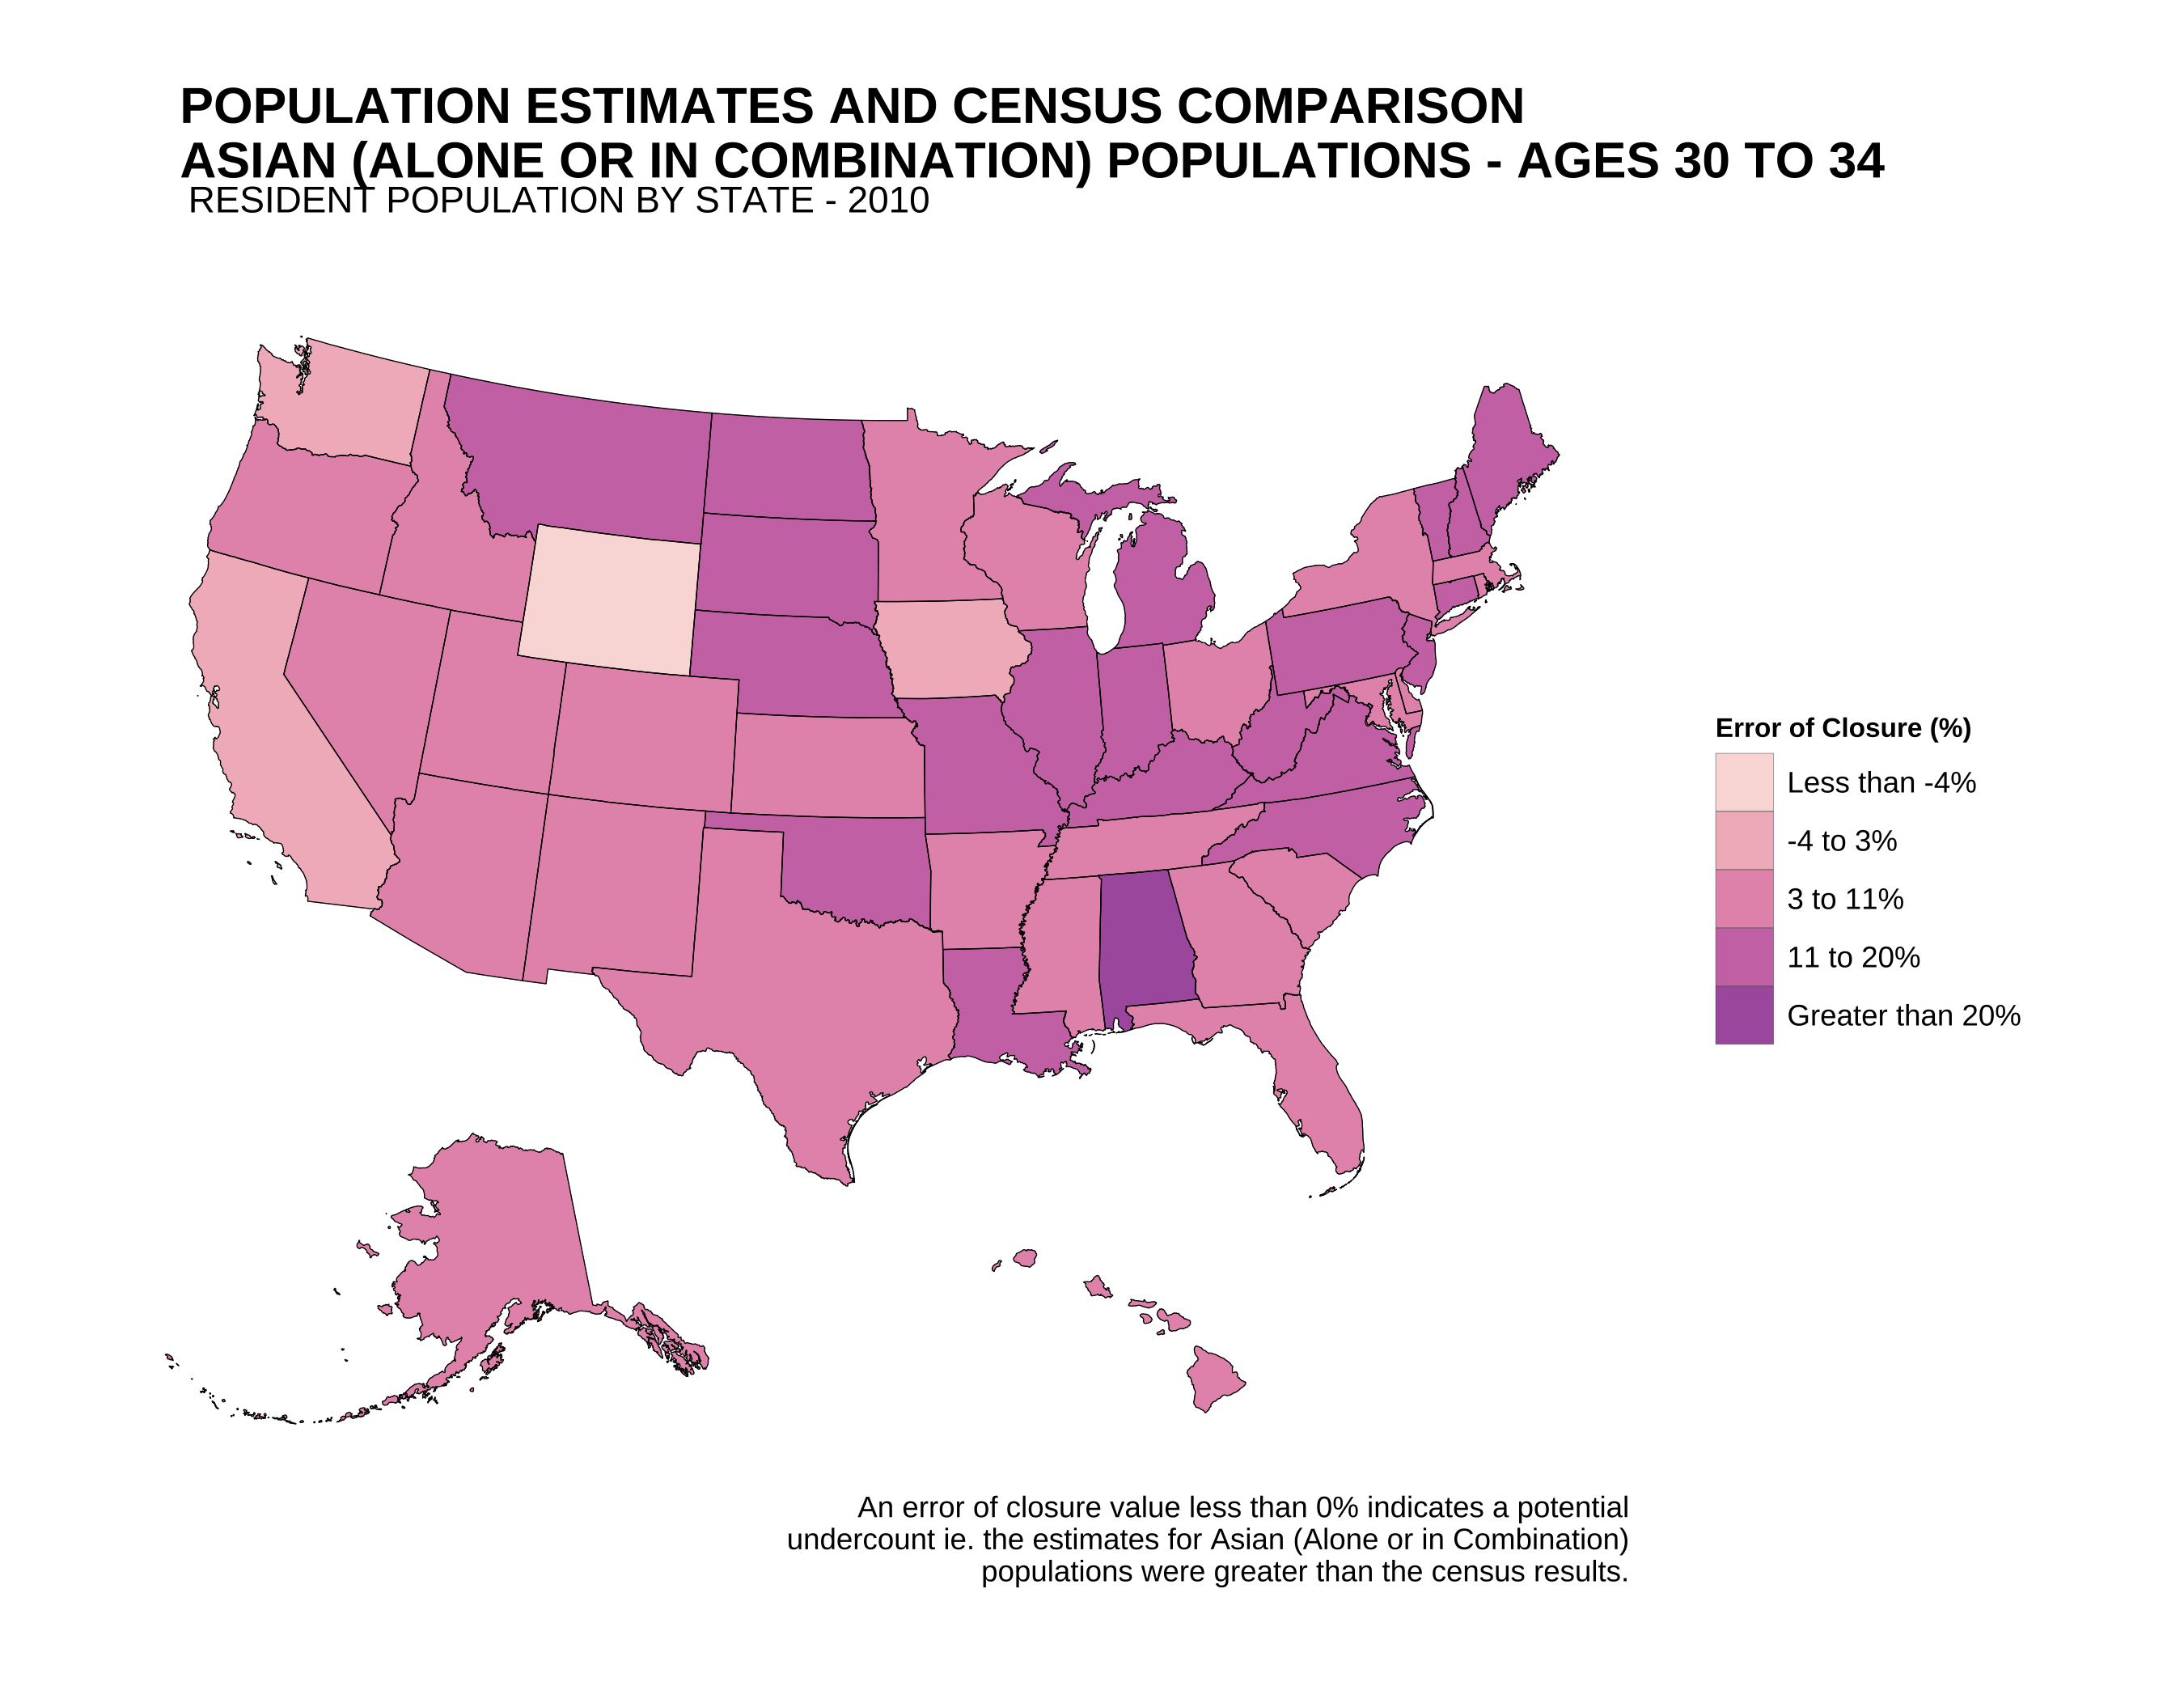 POPULATION ESTIMATES AND CENSUS COMPARISON
ASIAN (ALONE OR IN COMBINATION) POPULATIONS - AGES 30 TO 34
RESIDENT POPULATION BY STATE - 2010
Error of Closure (%)
Less than -4%
-4 to 3%
3 to 11%
11 to 20%
Greater than 20%
An error of closure value less than 0% indicates a potential
undercount ie. the estimates for Asian (Alone or in Combination)
populations were greater than the census results.